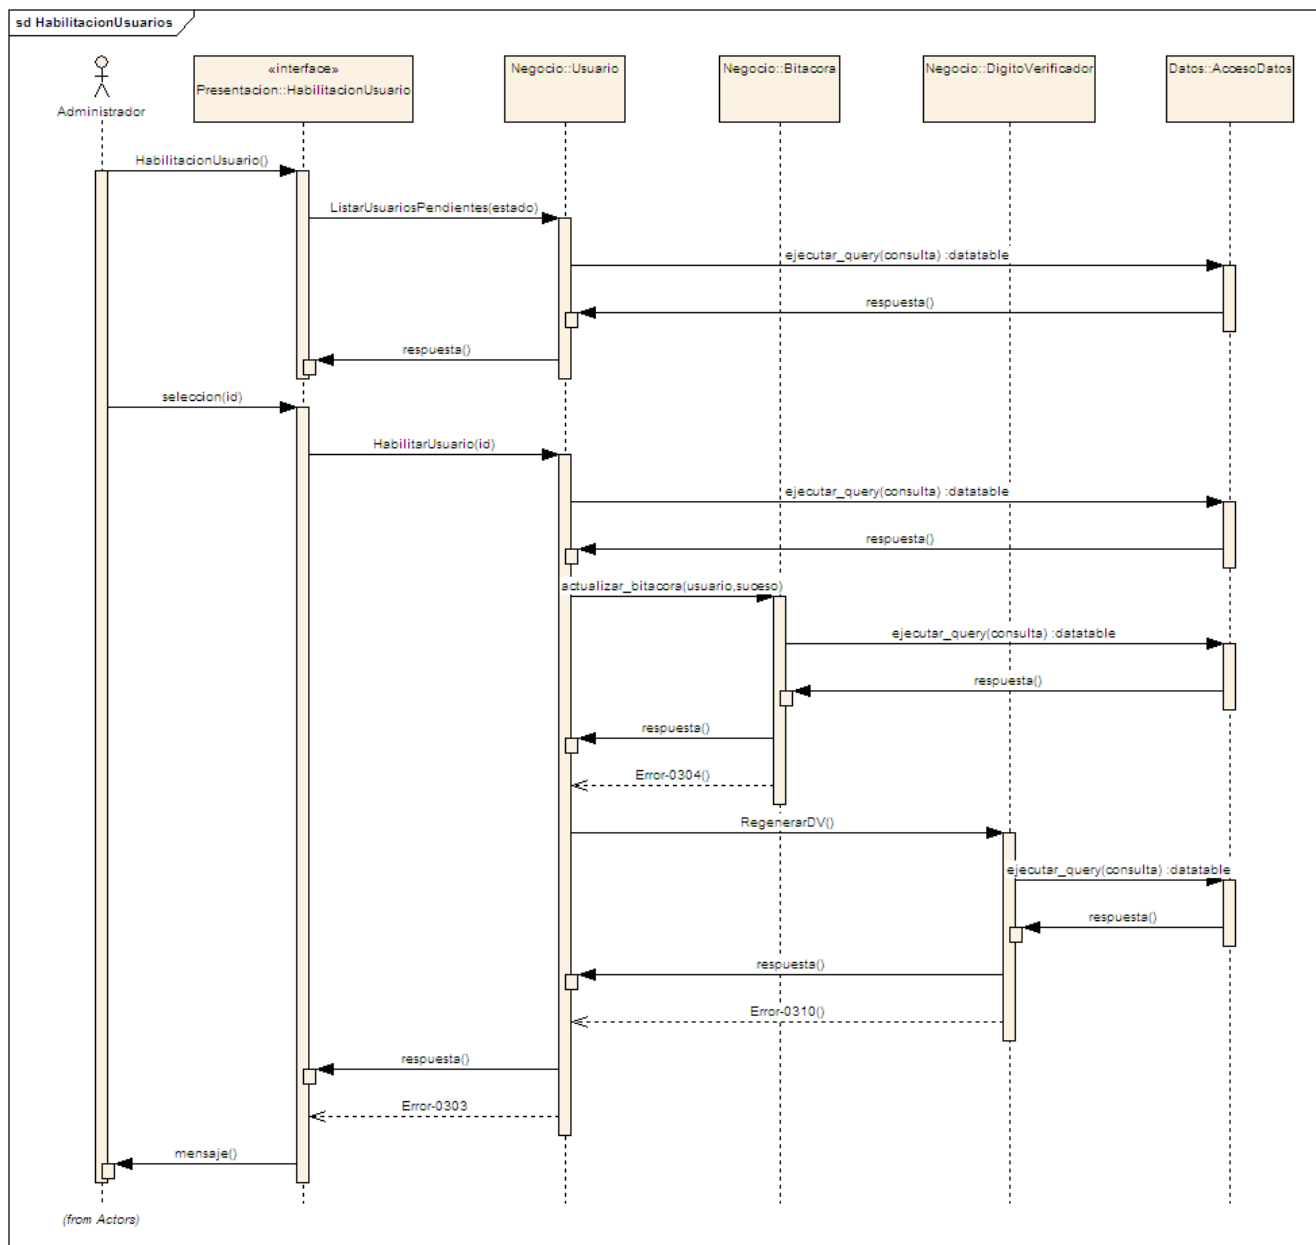 sd HabilitacionUsuarios
«interface»
Presentacion::HabilitacionUsuario
Negocio::Usuario
Negocio::Bitacora
Negocio::DigitoVerificador
Datos::AccesoDatos
Administrador
HabilitacionUsuario()
ListarUsuariosPendientes(estado)
ejecutar_query(consulta) :datatable
respuesta()
respuesta()
seleccion(id)
HabilitarUsuario(id)
ejecutar_query(consulta) :datatable
respuesta()
actualizar_bitacora(usuario,suceso)
ejecutar_query(consulta) :datatable
respuesta()
respuesta()
Error-0304()
RegenerarDV()
ejecutar_query(consulta) :datatable
respuesta()
respuesta()
Error-0310()
respuesta()
Error-0303
mensaje()
(from Actors)